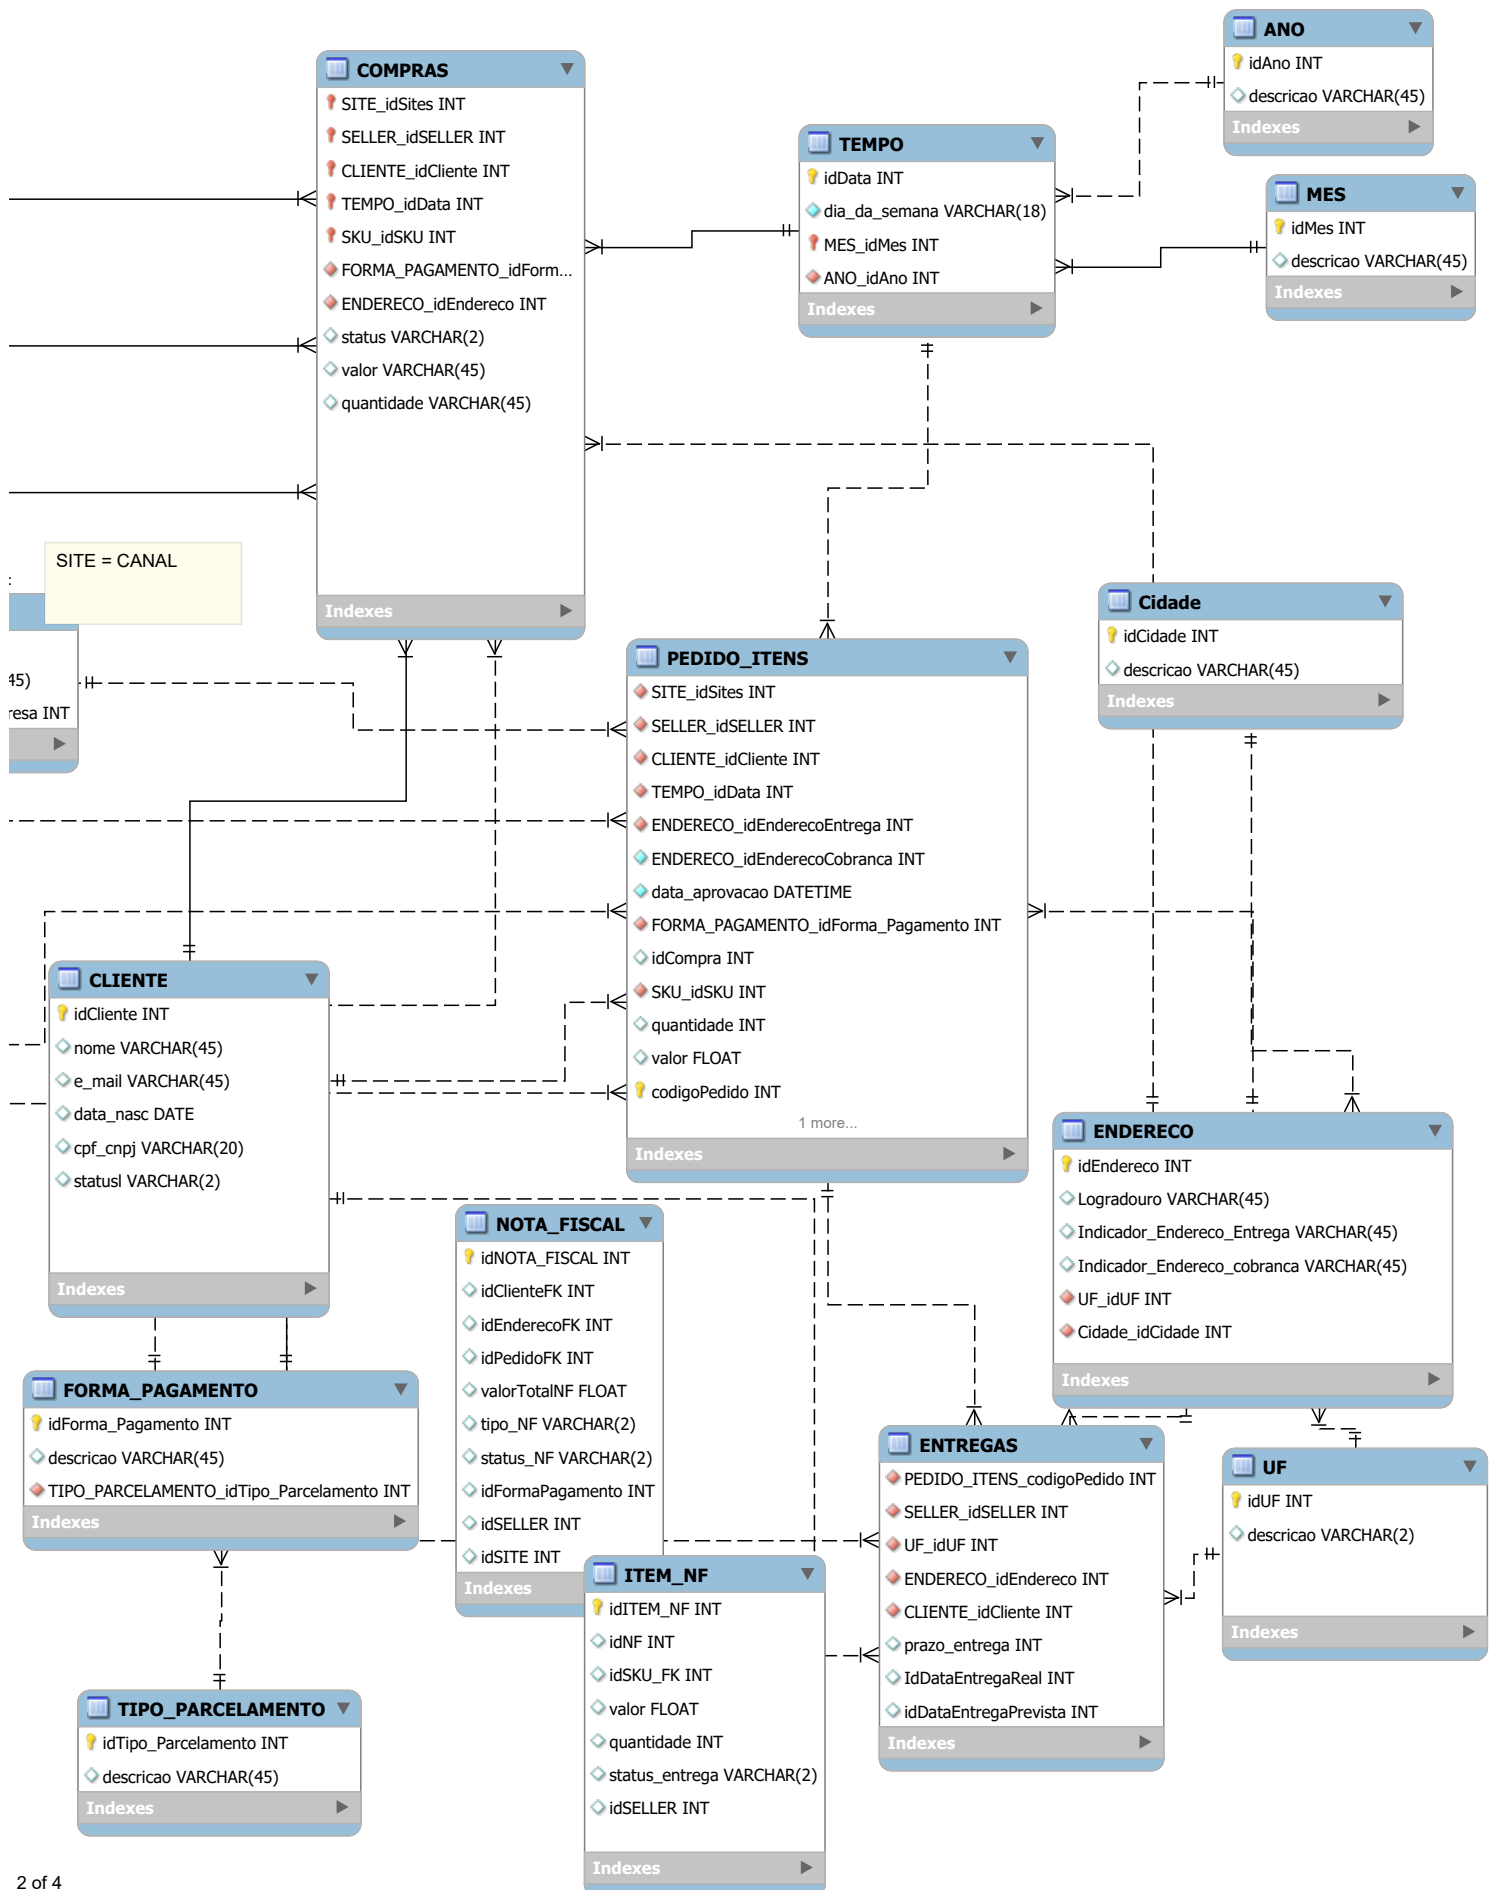 ANO
idAno INT
descricao VARCHAR(45)
Indexes
COMPRAS
SITE_idSites INT
SELLER_idSELLER INT
CLIENTE_idCliente INT
TEMPO_idData INT
SKU_idSKU INT
FORMA_PAGAMENTO_idForm...
ENDERECO_idEndereco INT
status VARCHAR(2)
valor VARCHAR(45)
quantidade VARCHAR(45)
Indexes
TEMPO
idData INT
dia_da_semana VARCHAR(18)
MES_idMes INT
ANO_idAno INT
Indexes
MES
idMes INT
descricao VARCHAR(45)
Indexes
SITE = CANAL
45)
resa INT
Cidade
idCidade INT
descricao VARCHAR(45)
Indexes
PEDIDO_ITENS
SITE_idSites INT
SELLER_idSELLER INT
CLIENTE_idCliente INT
TEMPO_idData INT
ENDERECO_idEnderecoEntrega INT
ENDERECO_idEnderecoCobranca INT
data_aprovacao DATETIME
FORMA_PAGAMENTO_idForma_Pagamento INT
idCompra INT
SKU_idSKU INT
quantidade INT
valor FLOAT
codigoPedido INT
1 more...
Indexes
CLIENTE
idCliente INT
nome VARCHAR(45)
e_mail VARCHAR(45)
data_nasc DATE
cpf_cnpj VARCHAR(20)
statusl VARCHAR(2)
Indexes
ENDERECO
idEndereco INT
Logradouro VARCHAR(45)
Indicador_Endereco_Entrega VARCHAR(45)
Indicador_Endereco_cobranca VARCHAR(45)
UF_idUF INT
Cidade_idCidade INT
Indexes
NOTA_FISCAL
idNOTA_FISCAL INT
idClienteFK INT
idEnderecoFK INT
idPedidoFK INT
valorTotalNF FLOAT
tipo_NF VARCHAR(2)
status_NF VARCHAR(2)
idFormaPagamento INT
idSELLER INT
idSITE INT
Indexes
FORMA_PAGAMENTO
idForma_Pagamento INT
descricao VARCHAR(45)
TIPO_PARCELAMENTO_idTipo_Parcelamento INT
Indexes
ENTREGAS
PEDIDO_ITENS_codigoPedido INT
SELLER_idSELLER INT
UF_idUF INT
ENDERECO_idEndereco INT
CLIENTE_idCliente INT
prazo_entrega INT
IdDataEntregaReal INT
idDataEntregaPrevista INT
Indexes
UF
idUF INT
descricao VARCHAR(2)
Indexes
ITEM_NF
idITEM_NF INT
idNF INT
idSKU_FK INT
valor FLOAT
quantidade INT
status_entrega VARCHAR(2)
idSELLER INT
Indexes
TIPO_PARCELAMENTO
idTipo_Parcelamento INT
descricao VARCHAR(45)
Indexes
2 of 4